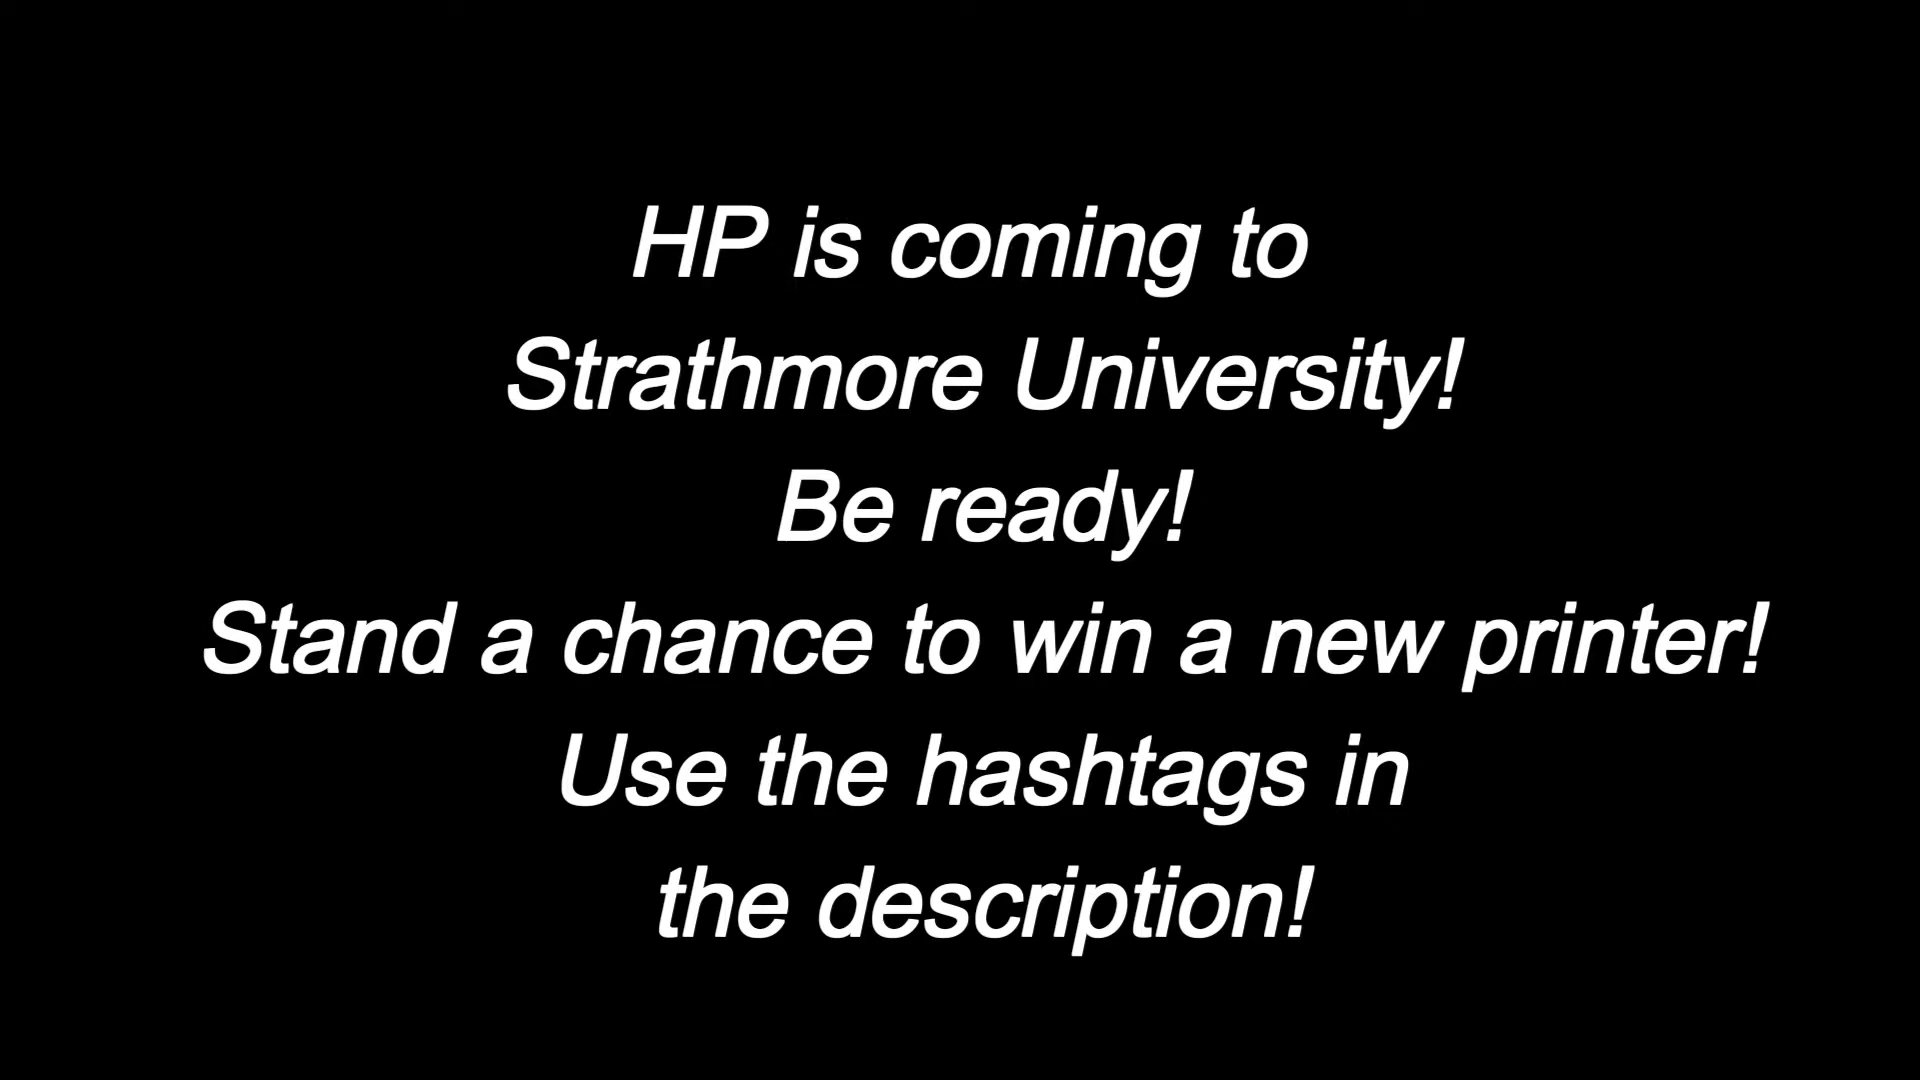 HP is coming to
Strathmore University!
Be ready!
Stand a chance to win a new printer!
Use the hashtags in
the description!